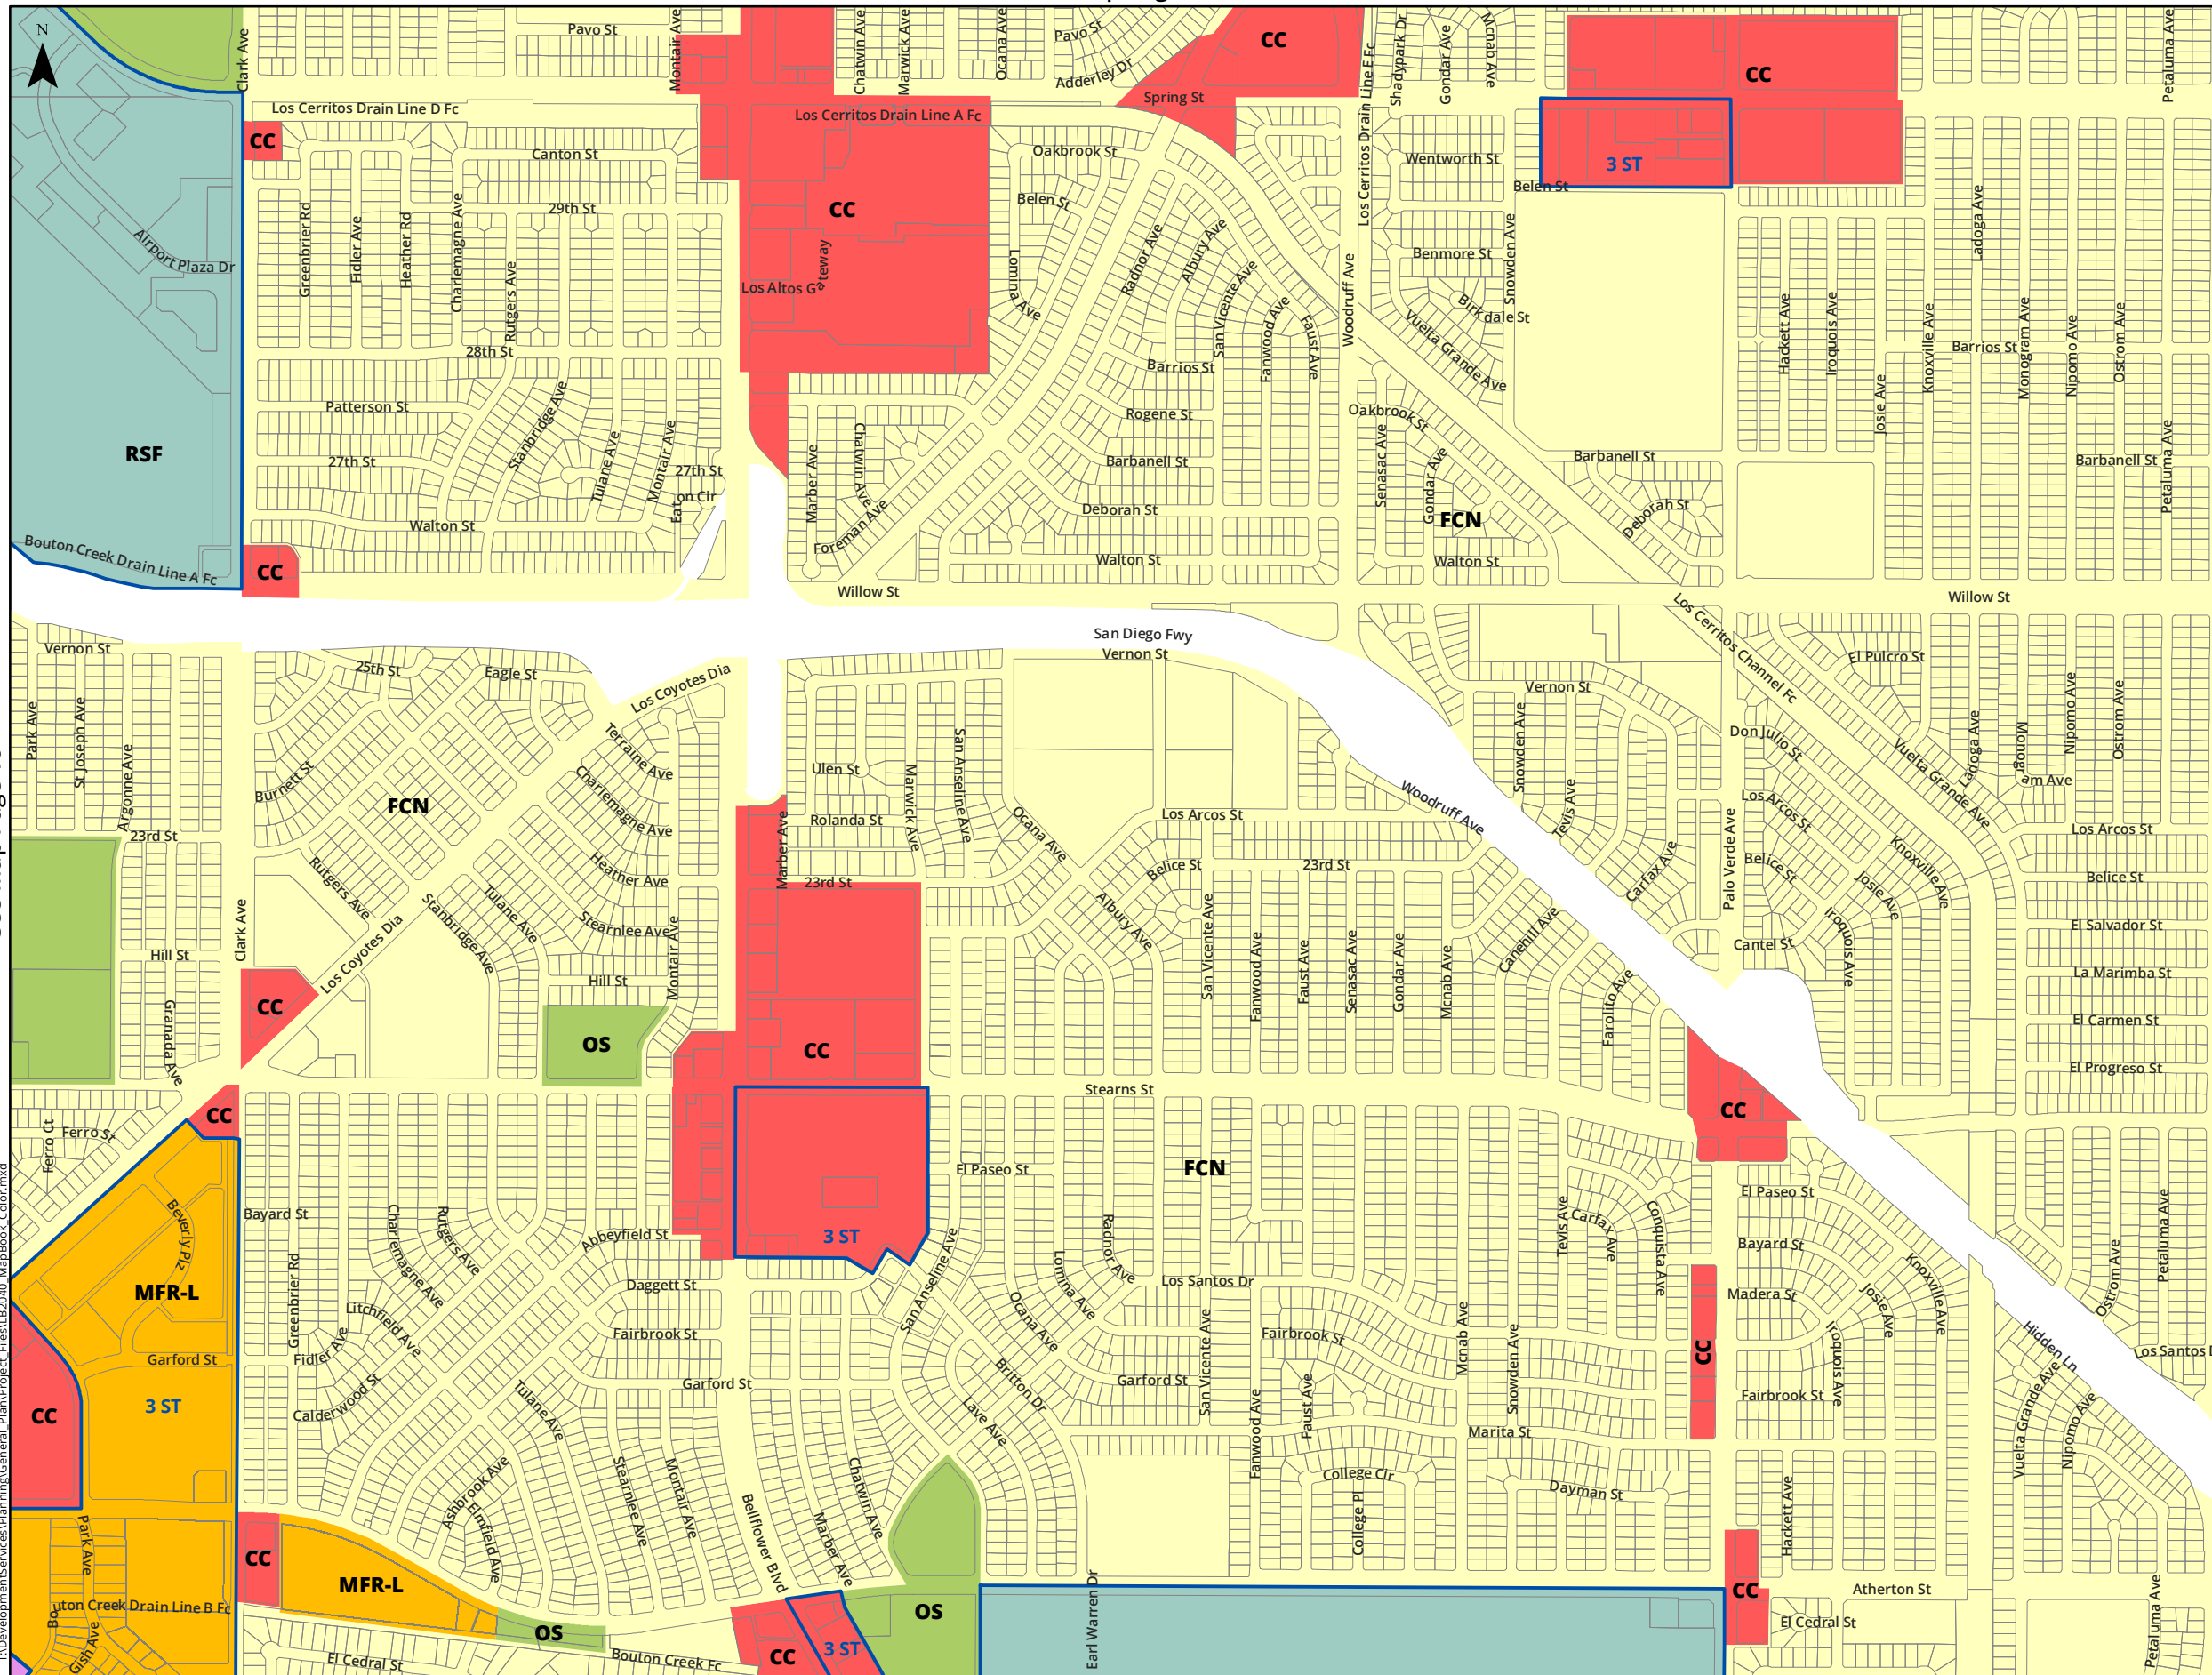 N
Clark Ave
Pavo St
Montair Ave
Chatwin Ave
Marwick Ave
Ocana Ave
Pavo St
Adderley Dr
CC
Los Cerritos Drain Line E Fc
Shadypark Dr
Gondar Ave
Mcnab Ave
CC
Petaluma Ave
Los Cerritos Drain Line D Fc
Los Cerritos Drain Line A Fc
Spring St
CC
Canton St
Oakbrook St
Wentworth St
3 ST
Belen St
29th St
CC
Belen St
Greenbrier Rd
Fidler Ave
Heather Rd
Charlemagne Ave
Rutgers Ave
Airport Plaza Dr
Los Altos Gateway
Lomina Ave
Radnor Ave
Albury Ave
San Vicente Ave
Fanwood Ave
Faust Ave
Woodruff Ave
Benmore St
Snowden Ave
Birkdale St
Vuelta Grande Ave
Ladoga Ave
Hackett Ave
Iroquois Ave
Josie Ave
Knoxville Ave
Barrios St
Monogram Ave
Nipomo Ave
Ostrom Ave
28th St
Barrios St
Patterson St
Stanbridge Ave
Tulane Ave
Montair Ave
Rogene St
Oakbrook St
RSF
27th St
27th St
Eaton Cir
Marber Ave
Chatwin Ave
Foreman Ave
Barbanell St
Senasac Ave
Gondar Ave
Barbanell St
Barbanell St
Petaluma Ave
Walton St
Deborah St
FCN
Deborah St
Bouton Creek Drain Line A Fc
CC
Walton St
Walton St
Willow St
Willow St
Los Cerritos Channel Fc
San Diego Fwy
Vernon St
Vernon St
25th St
Eagle St
Los Coyotes Dia
El Pulcro St
Vernon St
Park Ave
St Joseph Ave
Argonne Ave
Burnett St
Terraine Ave
Charlemagne Ave
Ulen St
Marwick Ave
San Anseline Ave
Snowden Ave
Tevis Ave
Don Julio St
Vuelta Grande Ave
Ladoga Ave
Monogram Ave
Nipomo Ave
Ostrom Ave
FCN
Woodruff Ave
Los Arcos St
Rolanda St
Ocana Ave
Los Arcos St
Los Arcos St
23rd St
Marber Ave
Palo Verde Ave
Rutgers Ave
Heather Ave
Belice St
23rd St
Carfax Ave
Belice St
Knoxville Ave
Belice St
23rd St
Stanbridge Ave
Tulane Ave
Stearnlee Ave
Montair Ave
Albury Ave
San Vicente Ave
Josie Ave
Iroquois Ave
El Salvador St
Clark Ave
Hill St
Los Coyotes Dia
Hill St
Fanwood Ave
Faust Ave
Senasac Ave
Gondar Ave
Mcnab Ave
Canehill Ave
Farolito Ave
Cantel St
La Marimba St
CC
Granada Ave
OS
CC
El Carmen St
Stearns St
El Progreso St
CC
CC
Ferro Ct
Ferro St
El Paseo St
FCN
El Paseo St
Beverly Plz
Bayard St
Charlemagne Ave
Rutgers Ave
Abbeyfield St
3 ST
San Anseline Ave
Lomina Ave
Radnor Ave
Tevis Ave
Carfax Ave
Conquista Ave
Bayard St
Knoxville Ave
Petaluma Ave
Ostrom Ave
MFR-L
Greenbrier Rd
Daggett St
Los Santos Dr
Madera St
Josie Ave
Litchfield Ave
Fidler Ave
Fairbrook St
Ocana Ave
San Vicente Ave
Fairbrook St
Mcnab Ave
Snowden Ave
CC
Iroquois Ave
Hidden Ln
Garford St
Garford St
Britton Dr
Garford St
Fairbrook St
Vuelta Grande Ave
Nipomo Ave
3 ST
CC
Calderwood St
Tulane Ave
Lave Ave
Fanwood Ave
Faust Ave
Marita St
College Cir
College Pl
Dayman St
Hackett Ave
Ashbrook Ave
Elmfield Ave
Stearnlee Ave
Montair Ave
Bellflower Blvd
Marber Ave
Chatwin Ave
Park Ave
CC
MFR-L
Gish Ave
OS
OS
CC
3 ST
Earl Warren Dr
CC
Atherton St
El Cedral St
Petaluma Ave
El Cedral St
Bouton Creek Fc